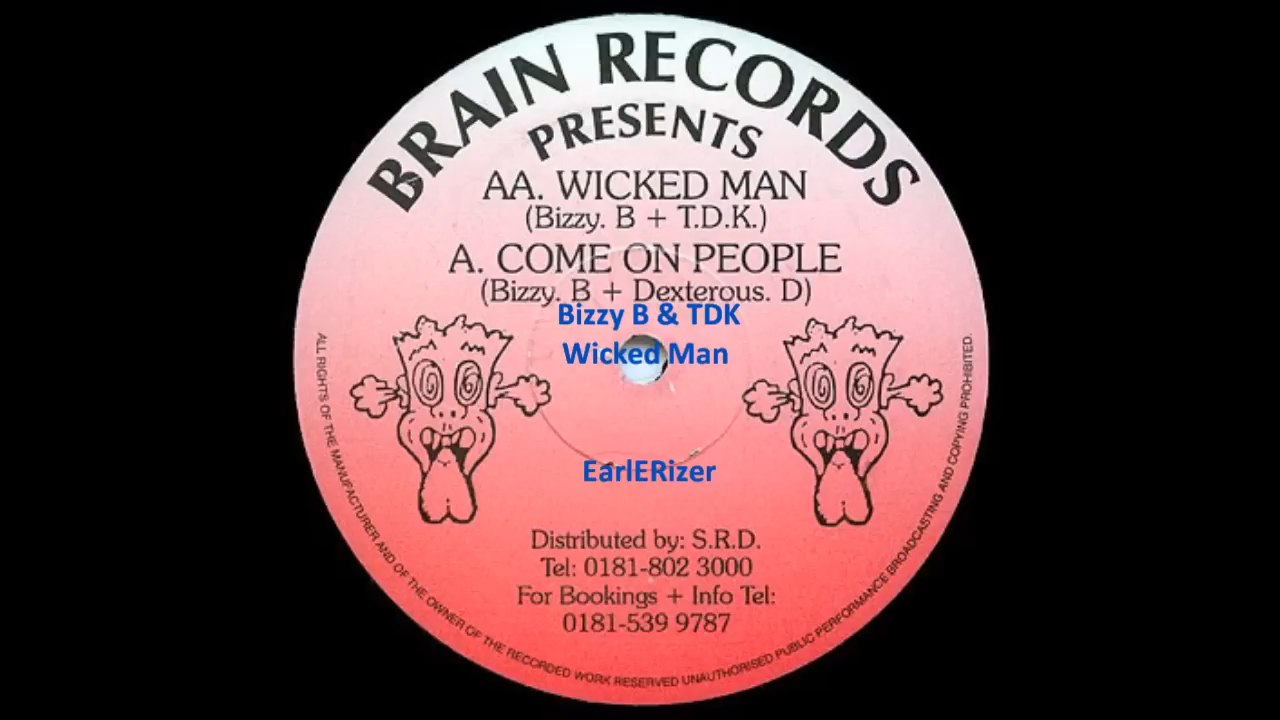 BRAIN RECORDS
PRESENTS
AA. WICKED MAN
(Bizzy. B + T.D.K.)
A. COME ON PEOPLE
(Bizzy. B + Dexterous. D)
Bizzy B & TDK
Wicked Man
EarlERizer
Distributed by: S.R.D.
Tel: 0181-802 3000
For Bookings + Info Tel:
0181-539 9787
ALL RIGHTS OF THE MANUFACTURER AND OF THE OWNER OF THE RECORDED WORK RESERVED UNAUTHORISED PUBLIC PERFORMANCE BROADCASTING AND COPYING PROHIBITED.